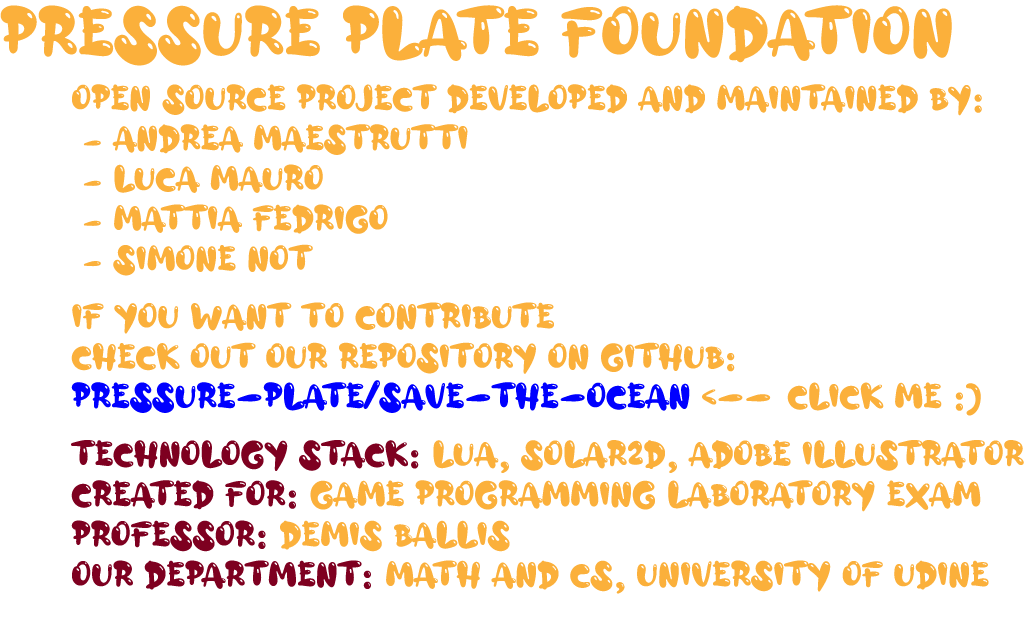 PRESSURE PLATE FOUNDATION
OPEN SOURCE PROJECT DEVELOPED AND MAINTAINED BY:
- ANDREA MAESTRUTTI
- LUCA MAURO
- MATTIA FEDRIGO
- SIMONE NOT
IF YOU WANT TO CONTRIBUTE
CHECK OUT OUR REPOSITORY ON GITHUB:
PRESSURE-PLATE/SAVE-THE-OCEAN <-- CLICK ME :)
TECHNOLOGY STACK: LUA, SOLAR2D, ADOBE ILLUSTRATOR
CREATED FOR: GAME PROGRAMMING LABORATORY EXAM
PROFESSOR: DEMIS BALLIS
OUR DEPARTMENT: MATH AND CS, UNIVERSITY OF UDINE